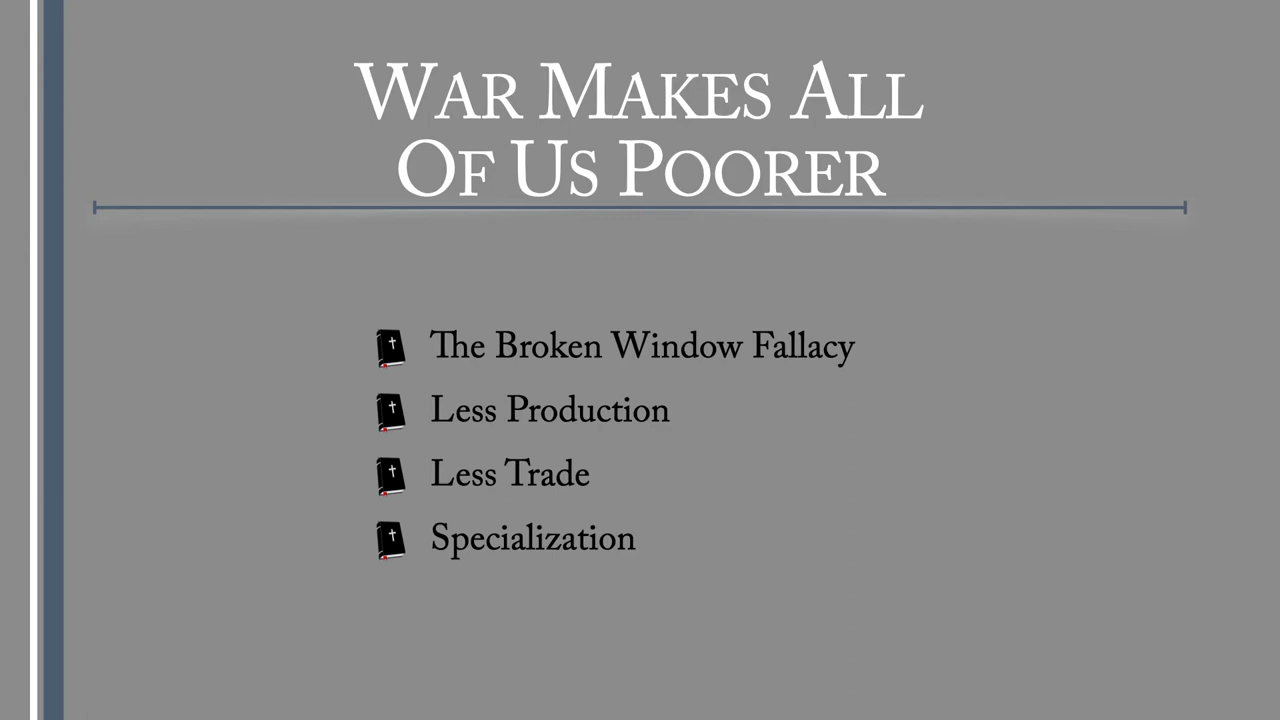 War Makes All
Of Us Poorer
The Broken Window Fallacy
Less Production
Less Trade
Specialization